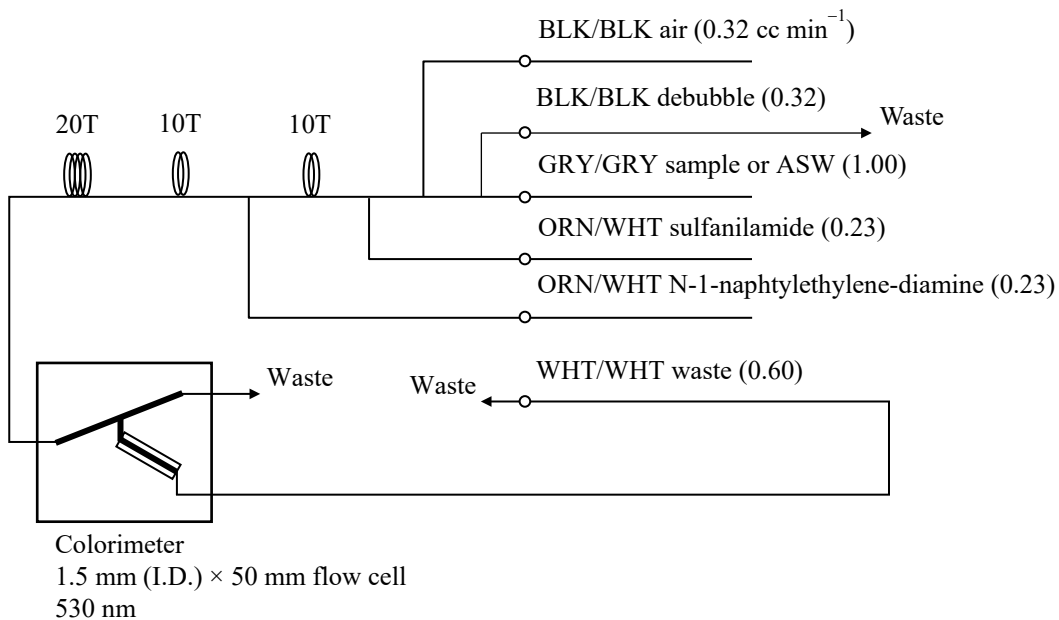 BLK/BLK air (0.32 cc min⁻¹)
BLK/BLK debubble (0.32)
Waste
20T
10T
10T
GRY/GRY sample or ASW (1.00)
ORN/WHT sulfanilamide (0.23)
ORN/WHT N-1-naphtylethylene-diamine (0.23)
WHT/WHT waste (0.60)
Waste
Waste
Colorimeter
1.5 mm (I.D.) × 50 mm flow cell
530 nm